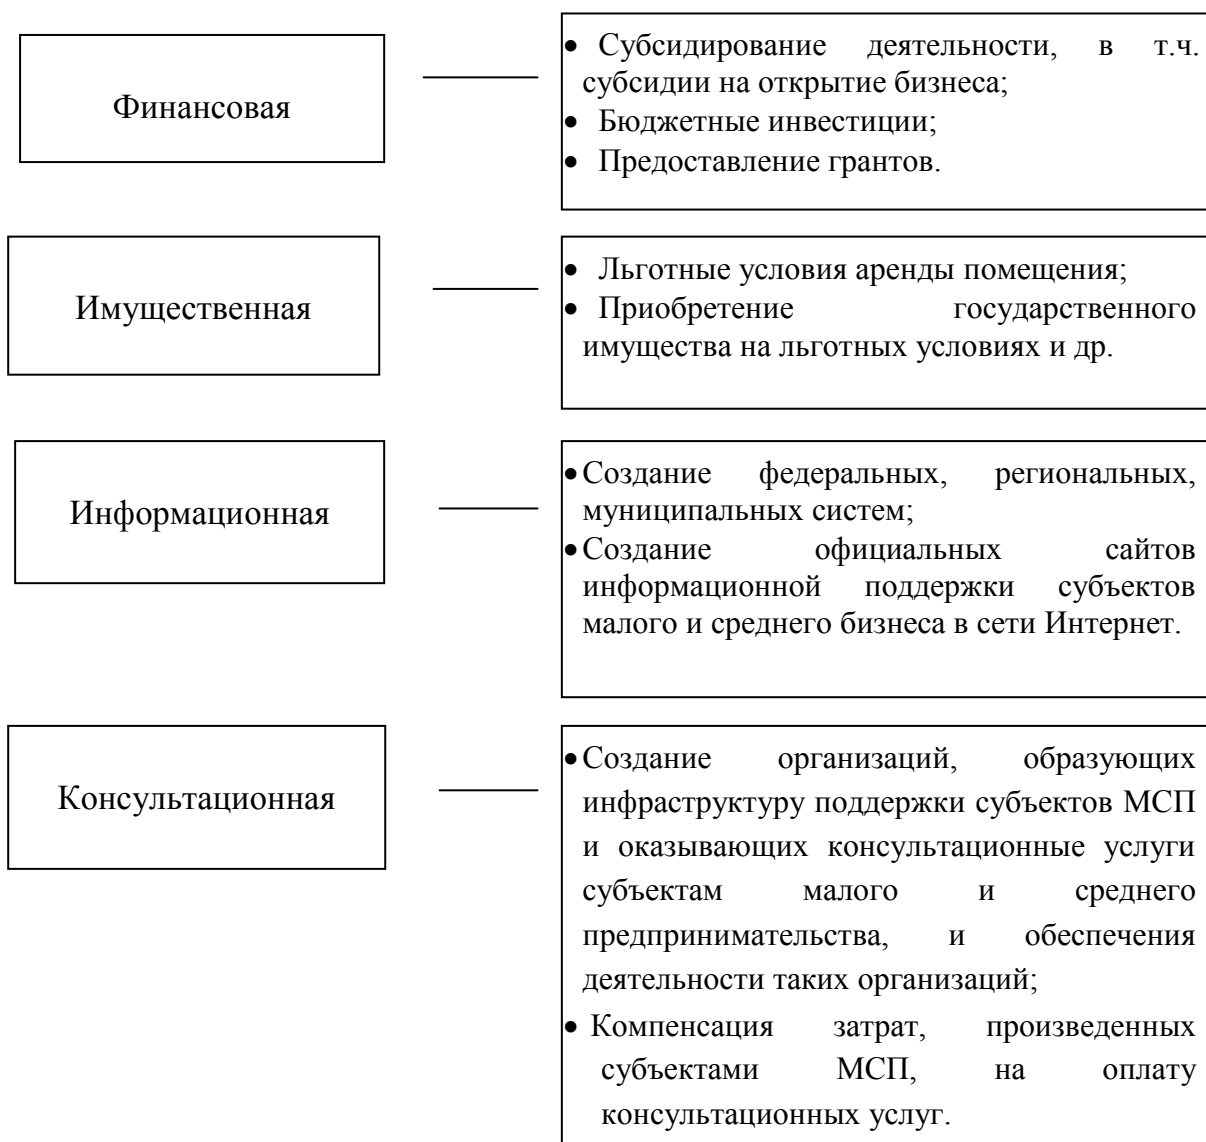 Финансовая
• Субсидирование деятельности, в т.ч.
субсидии на открытие бизнеса;
• Бюджетные инвестиции;
• Предоставление грантов.
Имущественная
• Льготные условия аренды помещения;
• Приобретение государственного
имущества на льготных условиях и др.
Информационная
• Создание федеральных, региональных,
муниципальных систем;
• Создание официальных сайтов
информационной поддержки субъектов
малого и среднего бизнеса в сети Интернет.
Консультационная
• Создание организаций, образующих
инфраструктуру поддержки субъектов МСП
и оказывающих консультационные услуги
субъектам малого и среднего
предпринимательства, и обеспечения
деятельности таких организаций;
• Компенсация затрат, произведенных
субъектами МСП, на оплату
консультационных услуг.